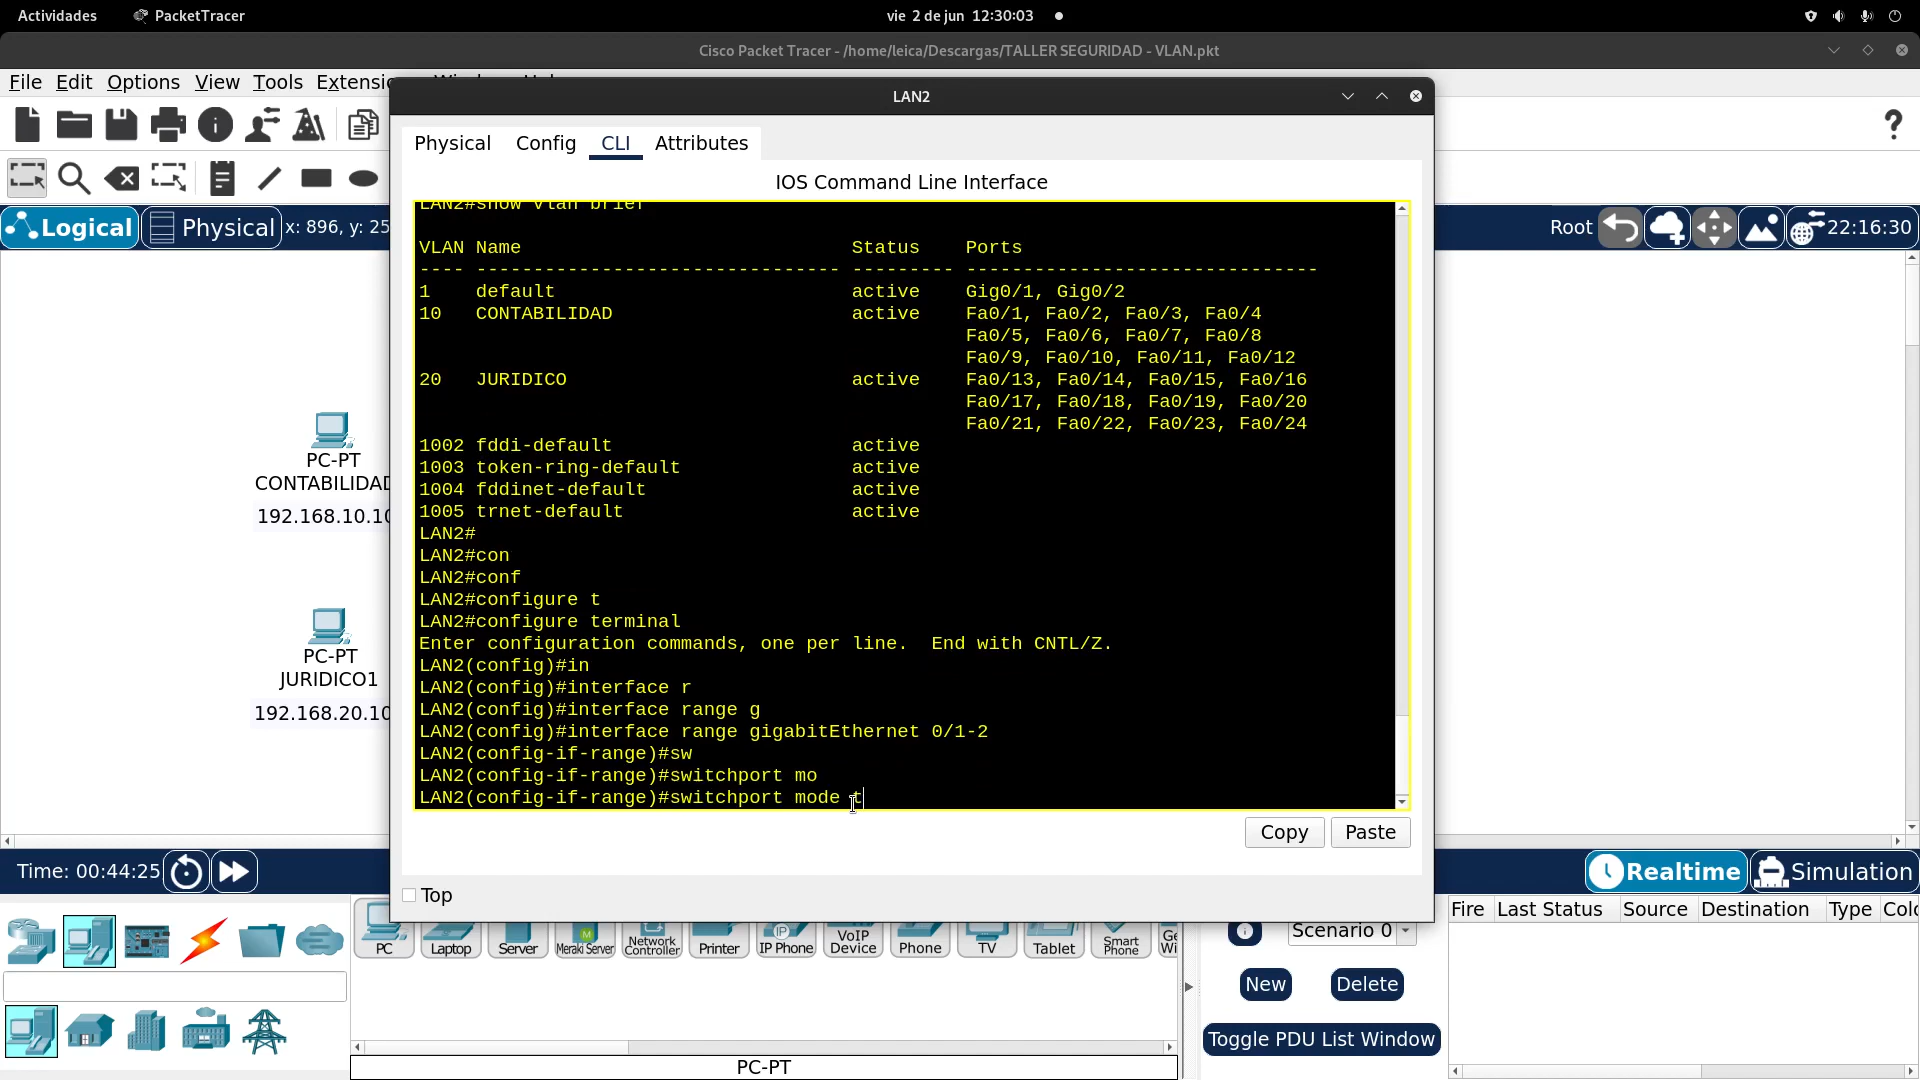 Actividades PacketTracer vie 2 de jun 12:30:03
Cisco Packet Tracer - /home/leica/Descargas/TALLER SEGURIDAD - VLAN.pkt
File Edit Options View Tools
LAN2
Physical Config CLI Attributes
IOS Command Line Interface
Logical Physical x: 896, y: 25 Root 22:16:30
LAN2#show vlan brief
VLAN Name Status Ports
---- -------------------------------- --------- -------------------------------
1 default active Gig0/1, Gig0/2
10 CONTABILIDAD active Fa0/1, Fa0/2, Fa0/3, Fa0/4
Fa0/5, Fa0/6, Fa0/7, Fa0/8
Fa0/9, Fa0/10, Fa0/11, Fa0/12
20 JURIDICO active Fa0/13, Fa0/14, Fa0/15, Fa0/16
Fa0/17, Fa0/18, Fa0/19, Fa0/20
Fa0/21, Fa0/22, Fa0/23, Fa0/24
1002 fddi-default active
1003 token-ring-default active
1004 fddinet-default active
1005 trnet-default active
LAN2#
LAN2#con
LAN2#conf
LAN2#configure t
LAN2#configure terminal
Enter configuration commands, one per line. End with CNTL/Z.
LAN2(config)#in
LAN2(config)#interface r
LAN2(config)#interface range g
LAN2(config)#interface range gigabitEthernet 0/1-2
LAN2(config-if-range)#sw
LAN2(config-if-range)#switchport mo
LAN2(config-if-range)#switchport mode t
PC-PT
CONTABILIDAD
192.168.10.10
PC-PT
JURIDICO1
192.168.20.10
Copy Paste
Top
Time: 00:44:25 Realtime Simulation
PC Laptop Server Meraki Server Network Controller Printer IP Phone VoIP Device Phone TV Tablet Smart Phone
PC-PT
Scenario 0
New Delete
Toggle PDU List Window
Fire Last Status Source Destination Type